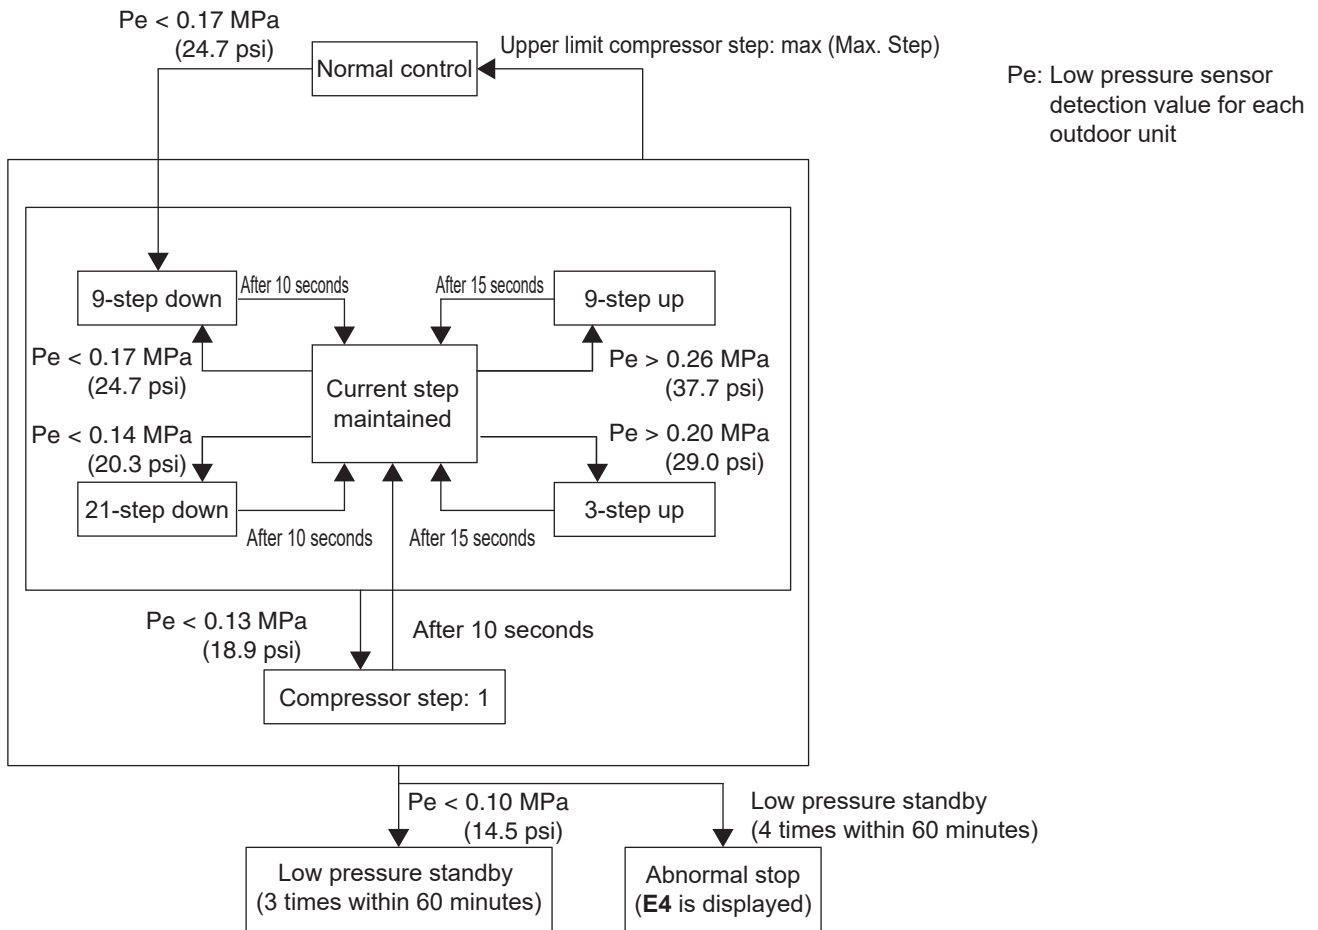 Pe < 0.17 MPa
(24.7 psi)
Normal control
Upper limit compressor step: max (Max. Step)
Pe: Low pressure sensor
detection value for each
outdoor unit
9-step down
After 10 seconds
After 15 seconds
9-step up
Pe < 0.17 MPa
(24.7 psi)
Current step
maintained
Pe > 0.26 MPa
(37.7 psi)
Pe < 0.14 MPa
(20.3 psi)
Pe > 0.20 MPa
(29.0 psi)
21-step down
After 10 seconds
After 15 seconds
3-step up
Pe < 0.13 MPa
(18.9 psi)
After 10 seconds
Compressor step: 1
Pe < 0.10 MPa
(14.5 psi)
Low pressure standby
(4 times within 60 minutes)
Low pressure standby
(3 times within 60 minutes)
Abnormal stop
(E4 is displayed)